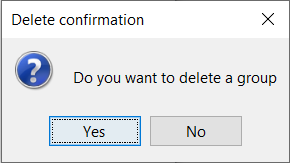 Delete confirmation
Do you want to delete a group
Yes No